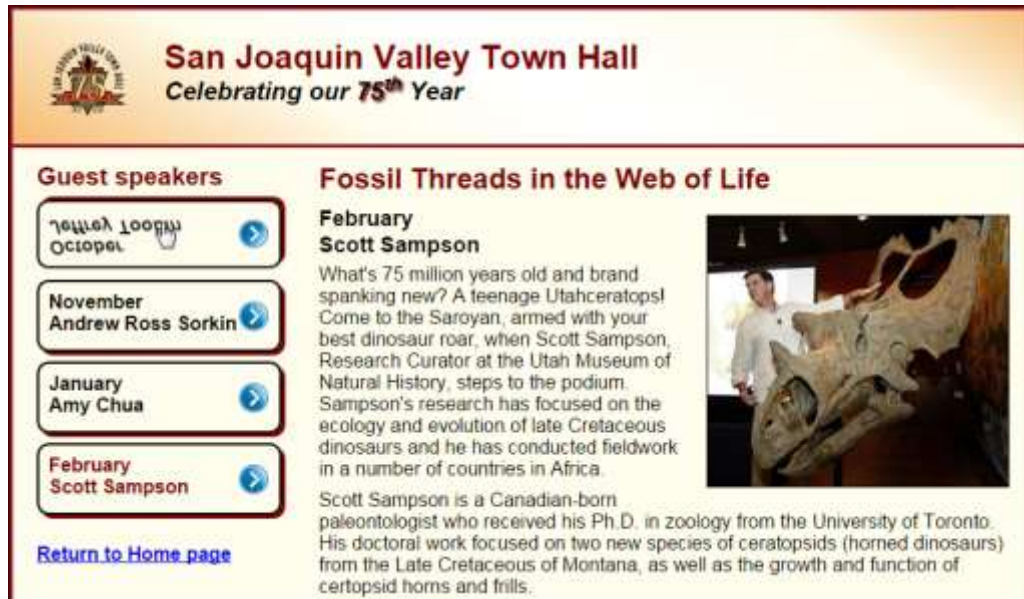 San Joaquin Valley Town Hall
Celebrating our 75th Year
Guest speakers
October
Jeffrey Toobin
November
Andrew Ross Sorkin
January
Amy Chua
February
Scott Sampson
Return to Home page
Fossil Threads in the Web of Life
February
Scott Sampson
What's 75 million years old and brand
spanking new? A teenage Utahceratops!
Come to the Saroyan, armed with your
best dinosaur roar, when Scott Sampson,
Research Curator at the Utah Museum of
Natural History, steps to the podium.
Sampson's research has focused on the
ecology and evolution of late Cretaceous
dinosaurs and he has conducted fieldwork
in a number of countries in Africa.
Scott Sampson is a Canadian-born
paleontologist who received his Ph.D. in zoology from the University of Toronto.
His doctoral work focused on two new species of ceratopsids (horned dinosaurs)
from the Late Cretaceous of Montana, as well as the growth and function of
certopsid horns and frills.